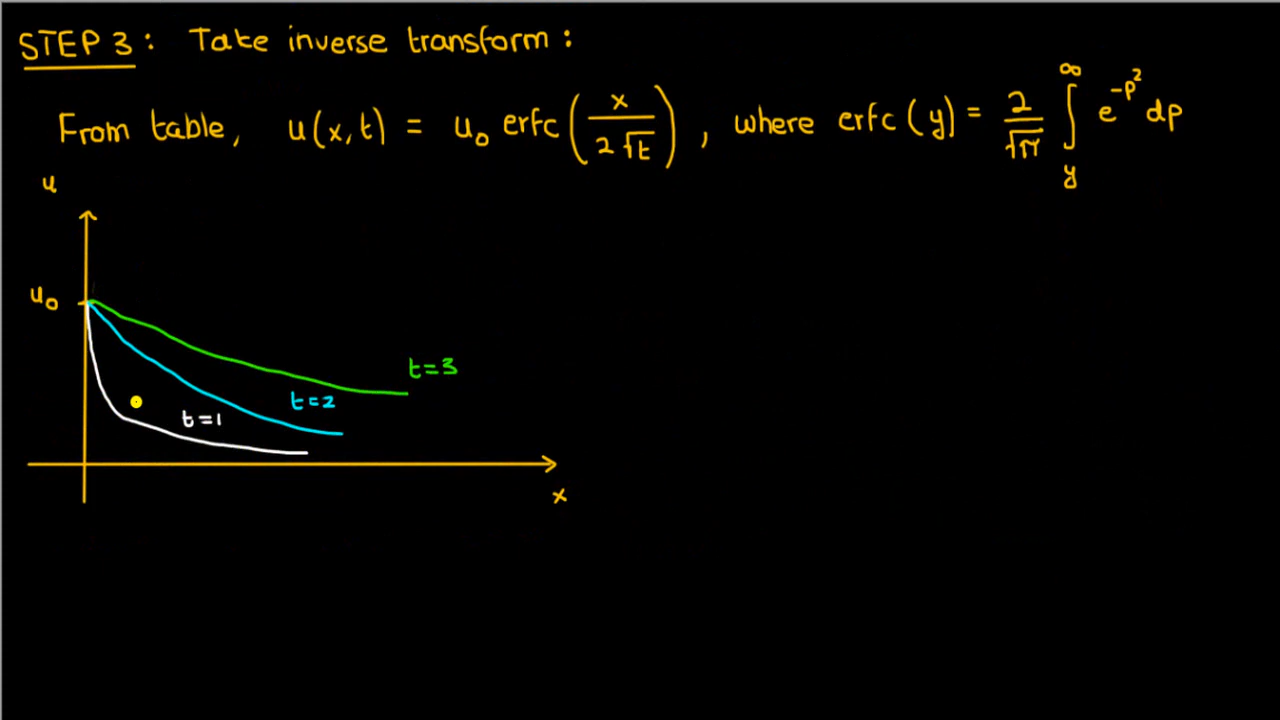 STEP 3 : Take inverse transform :
From table, u(x,t) = u₀ erfc(x/(2√t)), where erfc(y) = 2/√π ∫_y^∞ e^(-p²) dp
u
u₀
t=3
t=2
t=1
x